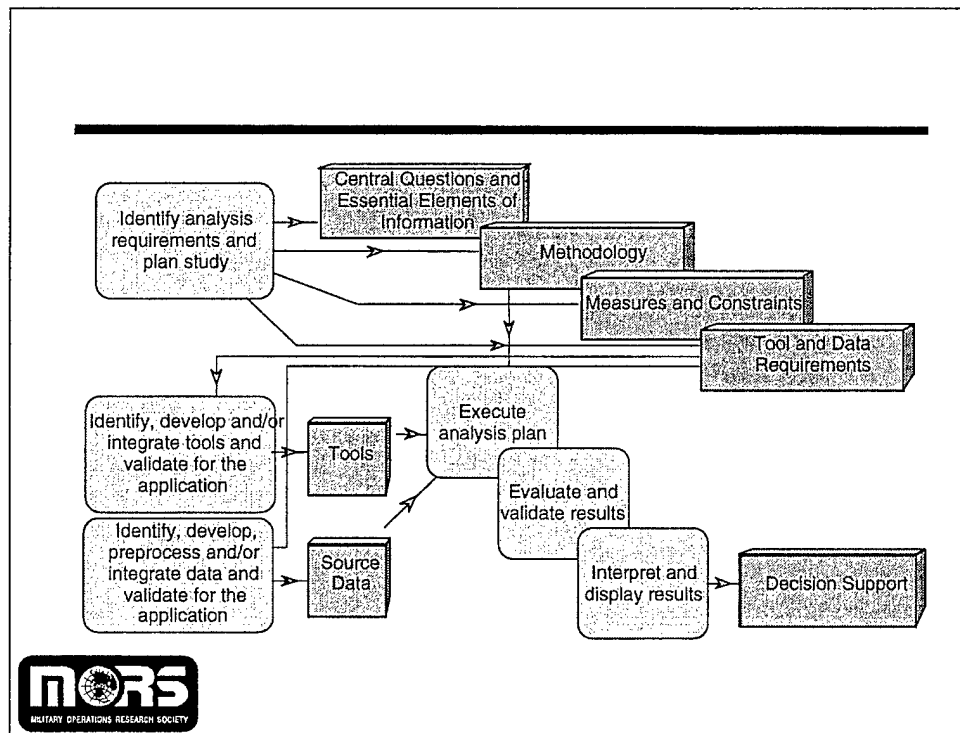 Central Questions and
Essential Elements of
Information
Identify analysis
requirements and
plan study
Methodology
Measures and Constraints
Tool and Data
Requirements
Identify, develop and/or
integrate tools and
validate for the
application
Tools
Execute
analysis plan
Evaluate and
validate results
Identify, develop,
preprocess and/or
integrate data and
validate for the
application
Source
Data
Interpret and
display results
Decision Support
MORS
MILITARY OPERATIONS RESEARCH SOCIETY